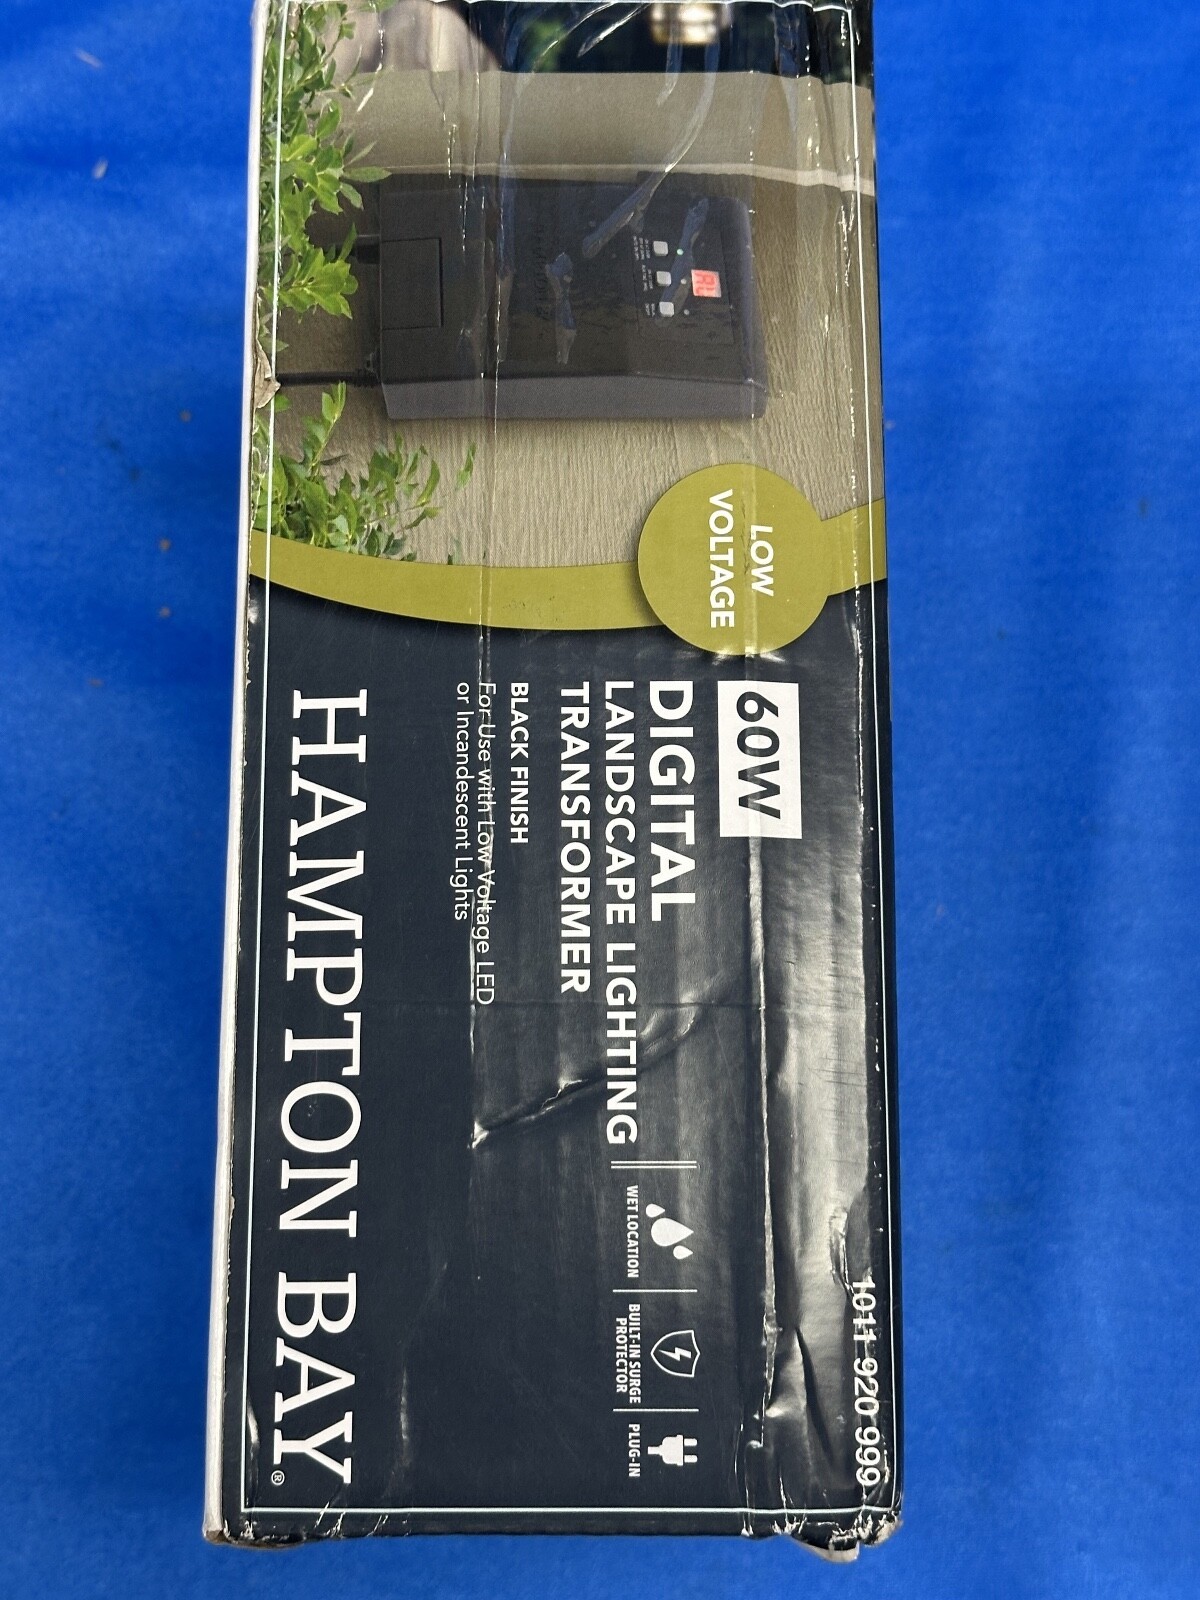 1011 920 999
LOW
VOLTAGE
60W
DIGITAL
LANDSCAPE LIGHTING
TRANSFORMER
BLACK FINISH
For Use with Low Voltage LED
or Incandescent Lights
WET LOCATION
BUILT-IN SURGE
PROTECTOR
PLUG-IN
HAMPTON BAY®